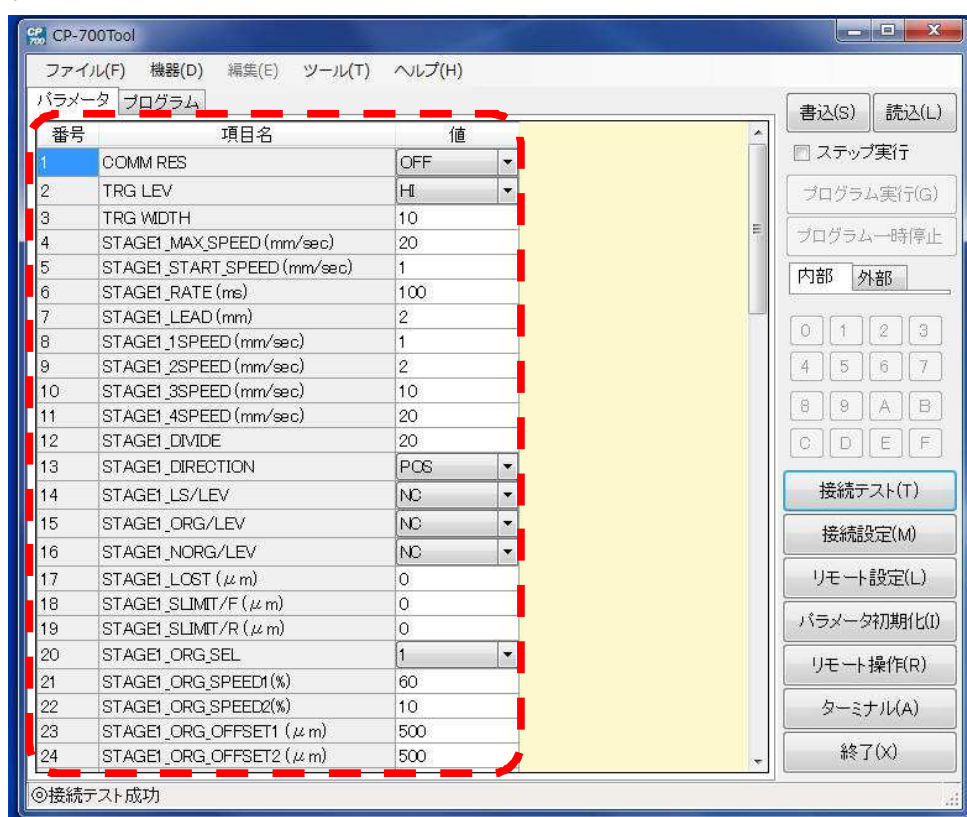 CP 700 CP-700Tool
ファイル(F) 機器(D) 編集(E) ツール(T) ヘルプ(H)
パラメータ プログラム
番号 項目名 値
1 COMM RES OFF
2 TRG LEV HI
3 TRG WIDTH 10
4 STAGE1_MAX_SPEED(mm/sec) 20
5 STAGE1_START_SPEED(mm/sec) 1
6 STAGE1_RATE(ms) 100
7 STAGE1_LEAD(mm) 2
8 STAGE1_1SPEED(mm/sec) 1
9 STAGE1_2SPEED(mm/sec) 2
10 STAGE1_3SPEED(mm/sec) 10
11 STAGE1_4SPEED(mm/sec) 20
12 STAGE1_DIVIDE 20
13 STAGE1_DIRECTION POS
14 STAGE1_LS/LEV NC
15 STAGE1_ORG/LEV NC
16 STAGE1_NORG/LEV NC
17 STAGE1_LOST(μm) 0
18 STAGE1_SLIMIT/F(μm) 0
19 STAGE1_SLIMIT/R(μm) 0
20 STAGE1_ORG_SEL 1
21 STAGE1_ORG_SPEED1(%) 60
22 STAGE1_ORG_SPEED2(%) 10
23 STAGE1_ORG_OFFSET1(μm) 500
24 STAGE1_ORG_OFFSET2(μm) 500
書込(S) 読込(L)
ステップ実行
プログラム実行(G)
プログラム一時停止
内部 外部
0 1 2 3
4 5 6 7
8 9 A B
C D E F
接続テスト(T)
接続設定(M)
リモート設定(L)
パラメータ初期化(I)
リモート操作(R)
ターミナル(A)
終了(X)
◎接続テスト成功